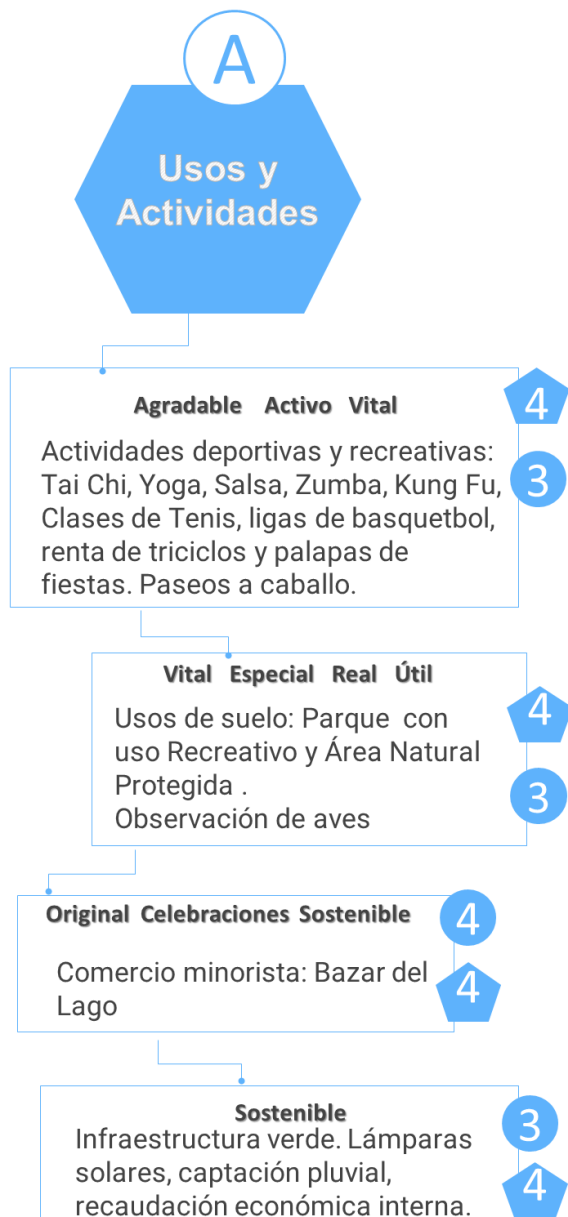 A
Usos y
Actividades
Agradable Activo Vital
4
Actividades deportivas y recreativas:
Tai Chi, Yoga, Salsa, Zumba, Kung Fu,
3
Clases de Tenis, ligas de basquetbol,
renta de triciclos y palapas de
fiestas. Paseos a caballo.
Vital Especial Real Útil
4
Usos de suelo: Parque con
uso Recreativo y Área Natural
Protegida .
3
Observación de aves
Original Celebraciones Sostenible
4
Comercio minorista: Bazar del
4
Lago
Sostenible
3
Infraestructura verde. Lámparas
solares, captación pluvial,
4
recaudación económica interna.